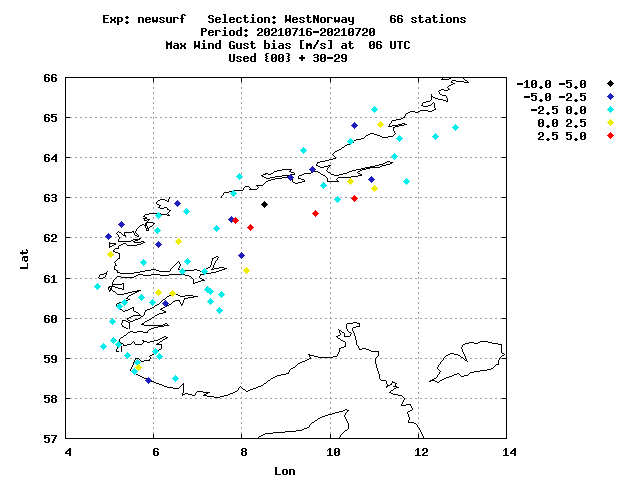 Exp: newsurf   Selection: WestNorway     66 stations
Period: 20210716-20210720
Max Wind Gust bias [m/s] at  06 UTC
Used {00} + 30-29
-10.0 -5.0
-5.0 -2.5
-2.5 0.0
0.0 2.5
2.5 5.0
66
65
64
63
62
61
60
59
58
57
Lat
4 6 8 10 12 14
Lon